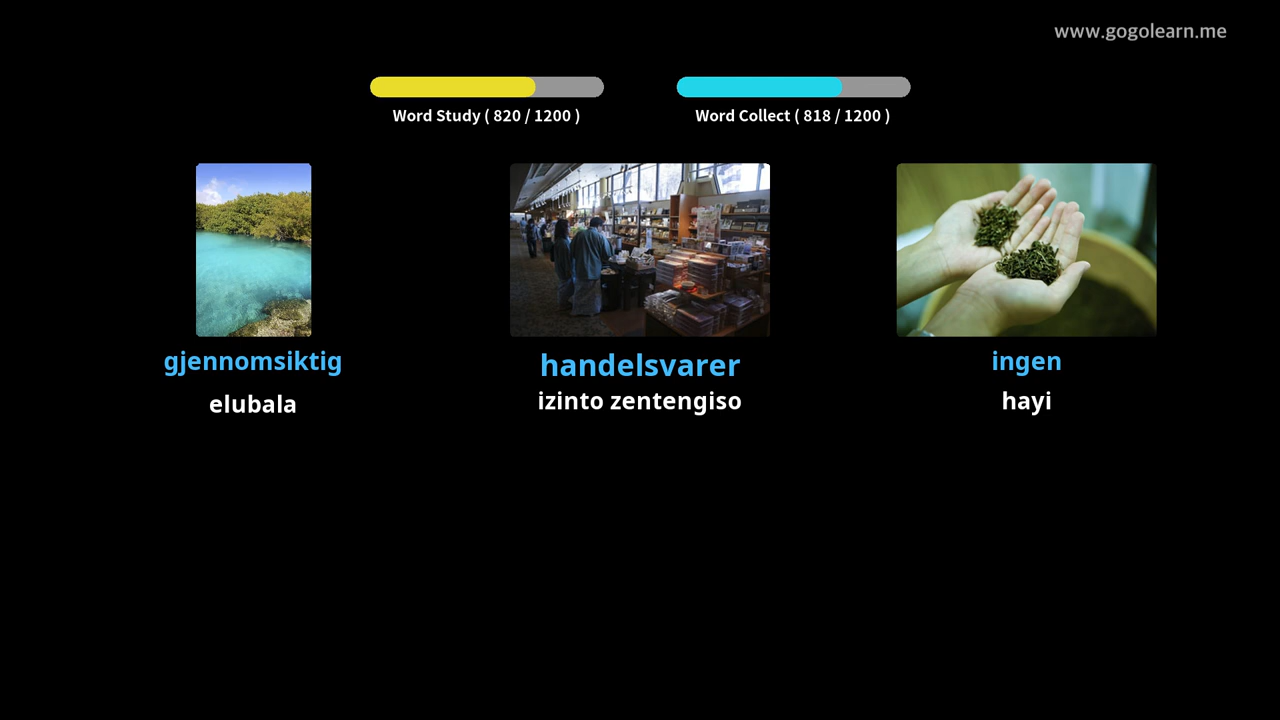 www.gogolearn.me
Word Study ( 820 / 1200 )
Word Collect ( 818 / 1200 )
gjennomsiktig
elubala
handelsvarer
izinto zentengiso
ingen
hayi